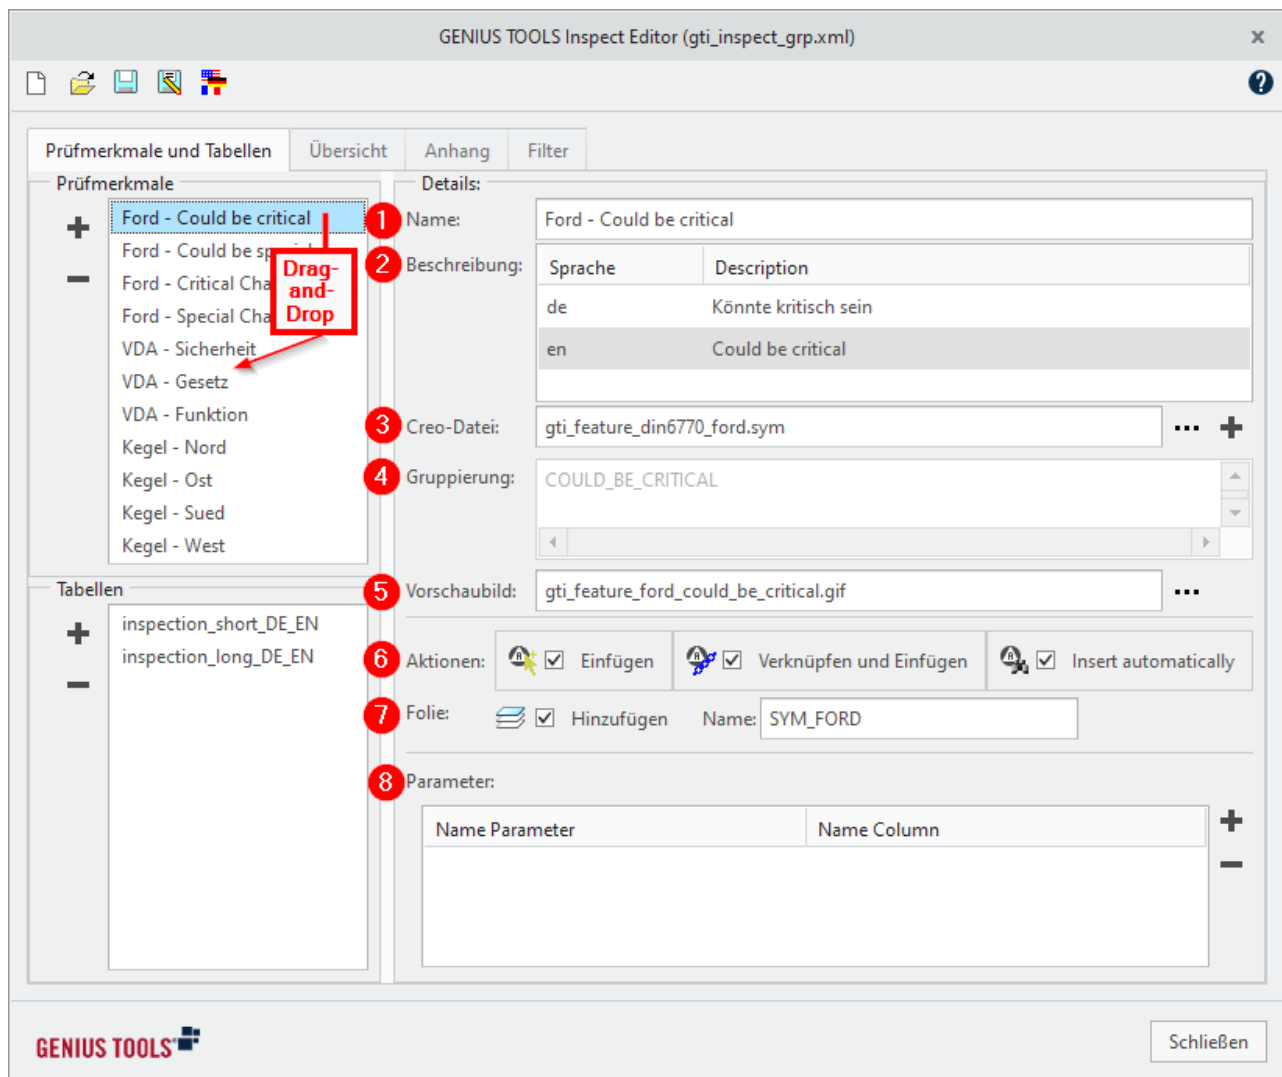 GENIUS TOOLS Inspect Editor (gti_inspect_grp.xml)
Prüfmerkmale und Tabellen Übersicht Anhang Filter
Prüfmerkmale
Ford - Could be critical
Ford - Could be
Ford - Critical Cha
Ford - Special Cha
VDA - Sicherheit
VDA - Gesetz
VDA - Funktion
Kegel - Nord
Kegel - Ost
Kegel - Sued
Kegel - West
Drag-
and-
Drop
Tabellen
inspection_short_DE_EN
inspection_long_DE_EN
Details:
1 Name: Ford - Could be critical
2 Beschreibung: Sprache Description
de Könnte kritisch sein
en Could be critical
3 Creo-Datei: gti_feature_din6770_ford.sym
4 Gruppierung: COULD_BE_CRITICAL
5 Vorschaubild: gti_feature_ford_could_be_critical.gif
6 Aktionen: Einfügen Verknüpfen und Einfügen Insert automatically
7 Folie: Hinzufügen Name: SYM_FORD
8 Parameter:
Name Parameter Name Column
GENIUS TOOLS
Schließen